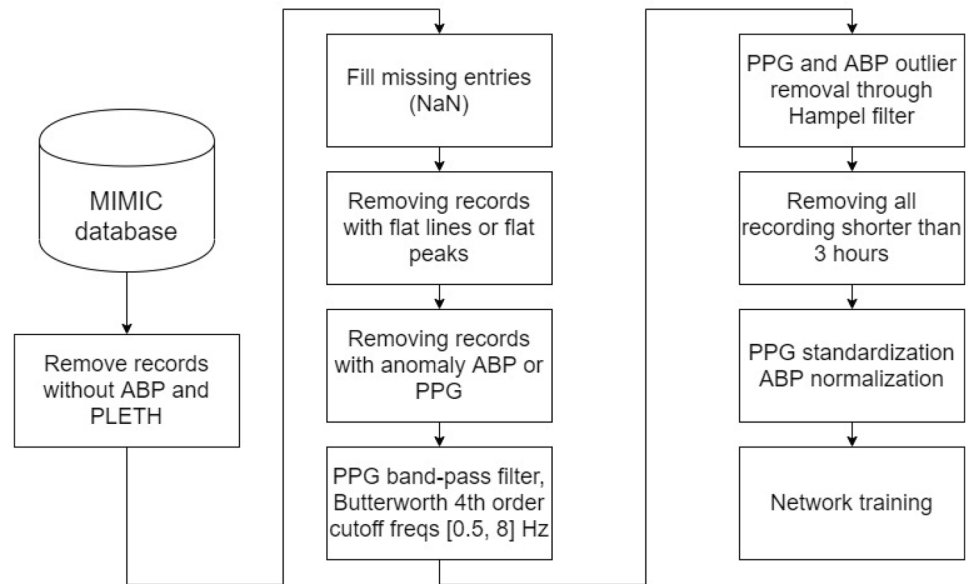 MIMIC
database
Remove records
without ABP and
PLETH
Fill missing entries
(NaN)
Removing records
with flat lines or flat
peaks
Removing records
with anomaly ABP or
PPG
PPG band-pass filter,
Butterworth 4th order
cutoff freqs [0.5, 8] Hz
PPG and ABP outlier
removal through
Hampel filter
Removing all
recording shorter than
3 hours
PPG standardization
ABP normalization
Network training